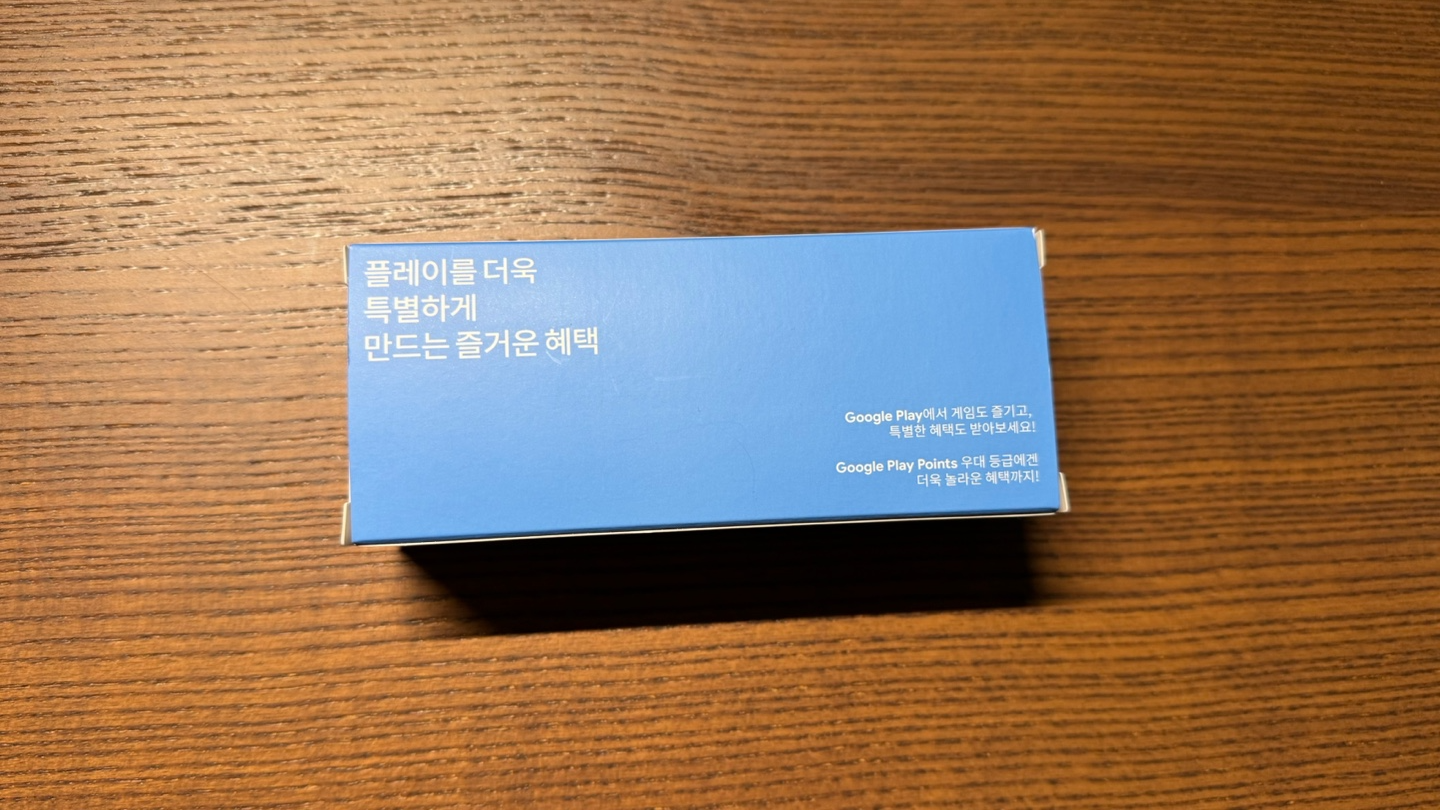 플레이를 더욱
특별하게
만드는 즐거운 혜택
Google Play에서 게임도 즐기고,
특별한 혜택도 받아보세요!
Google Play Points 우대 등급에겐
더욱 놀라운 혜택까지!